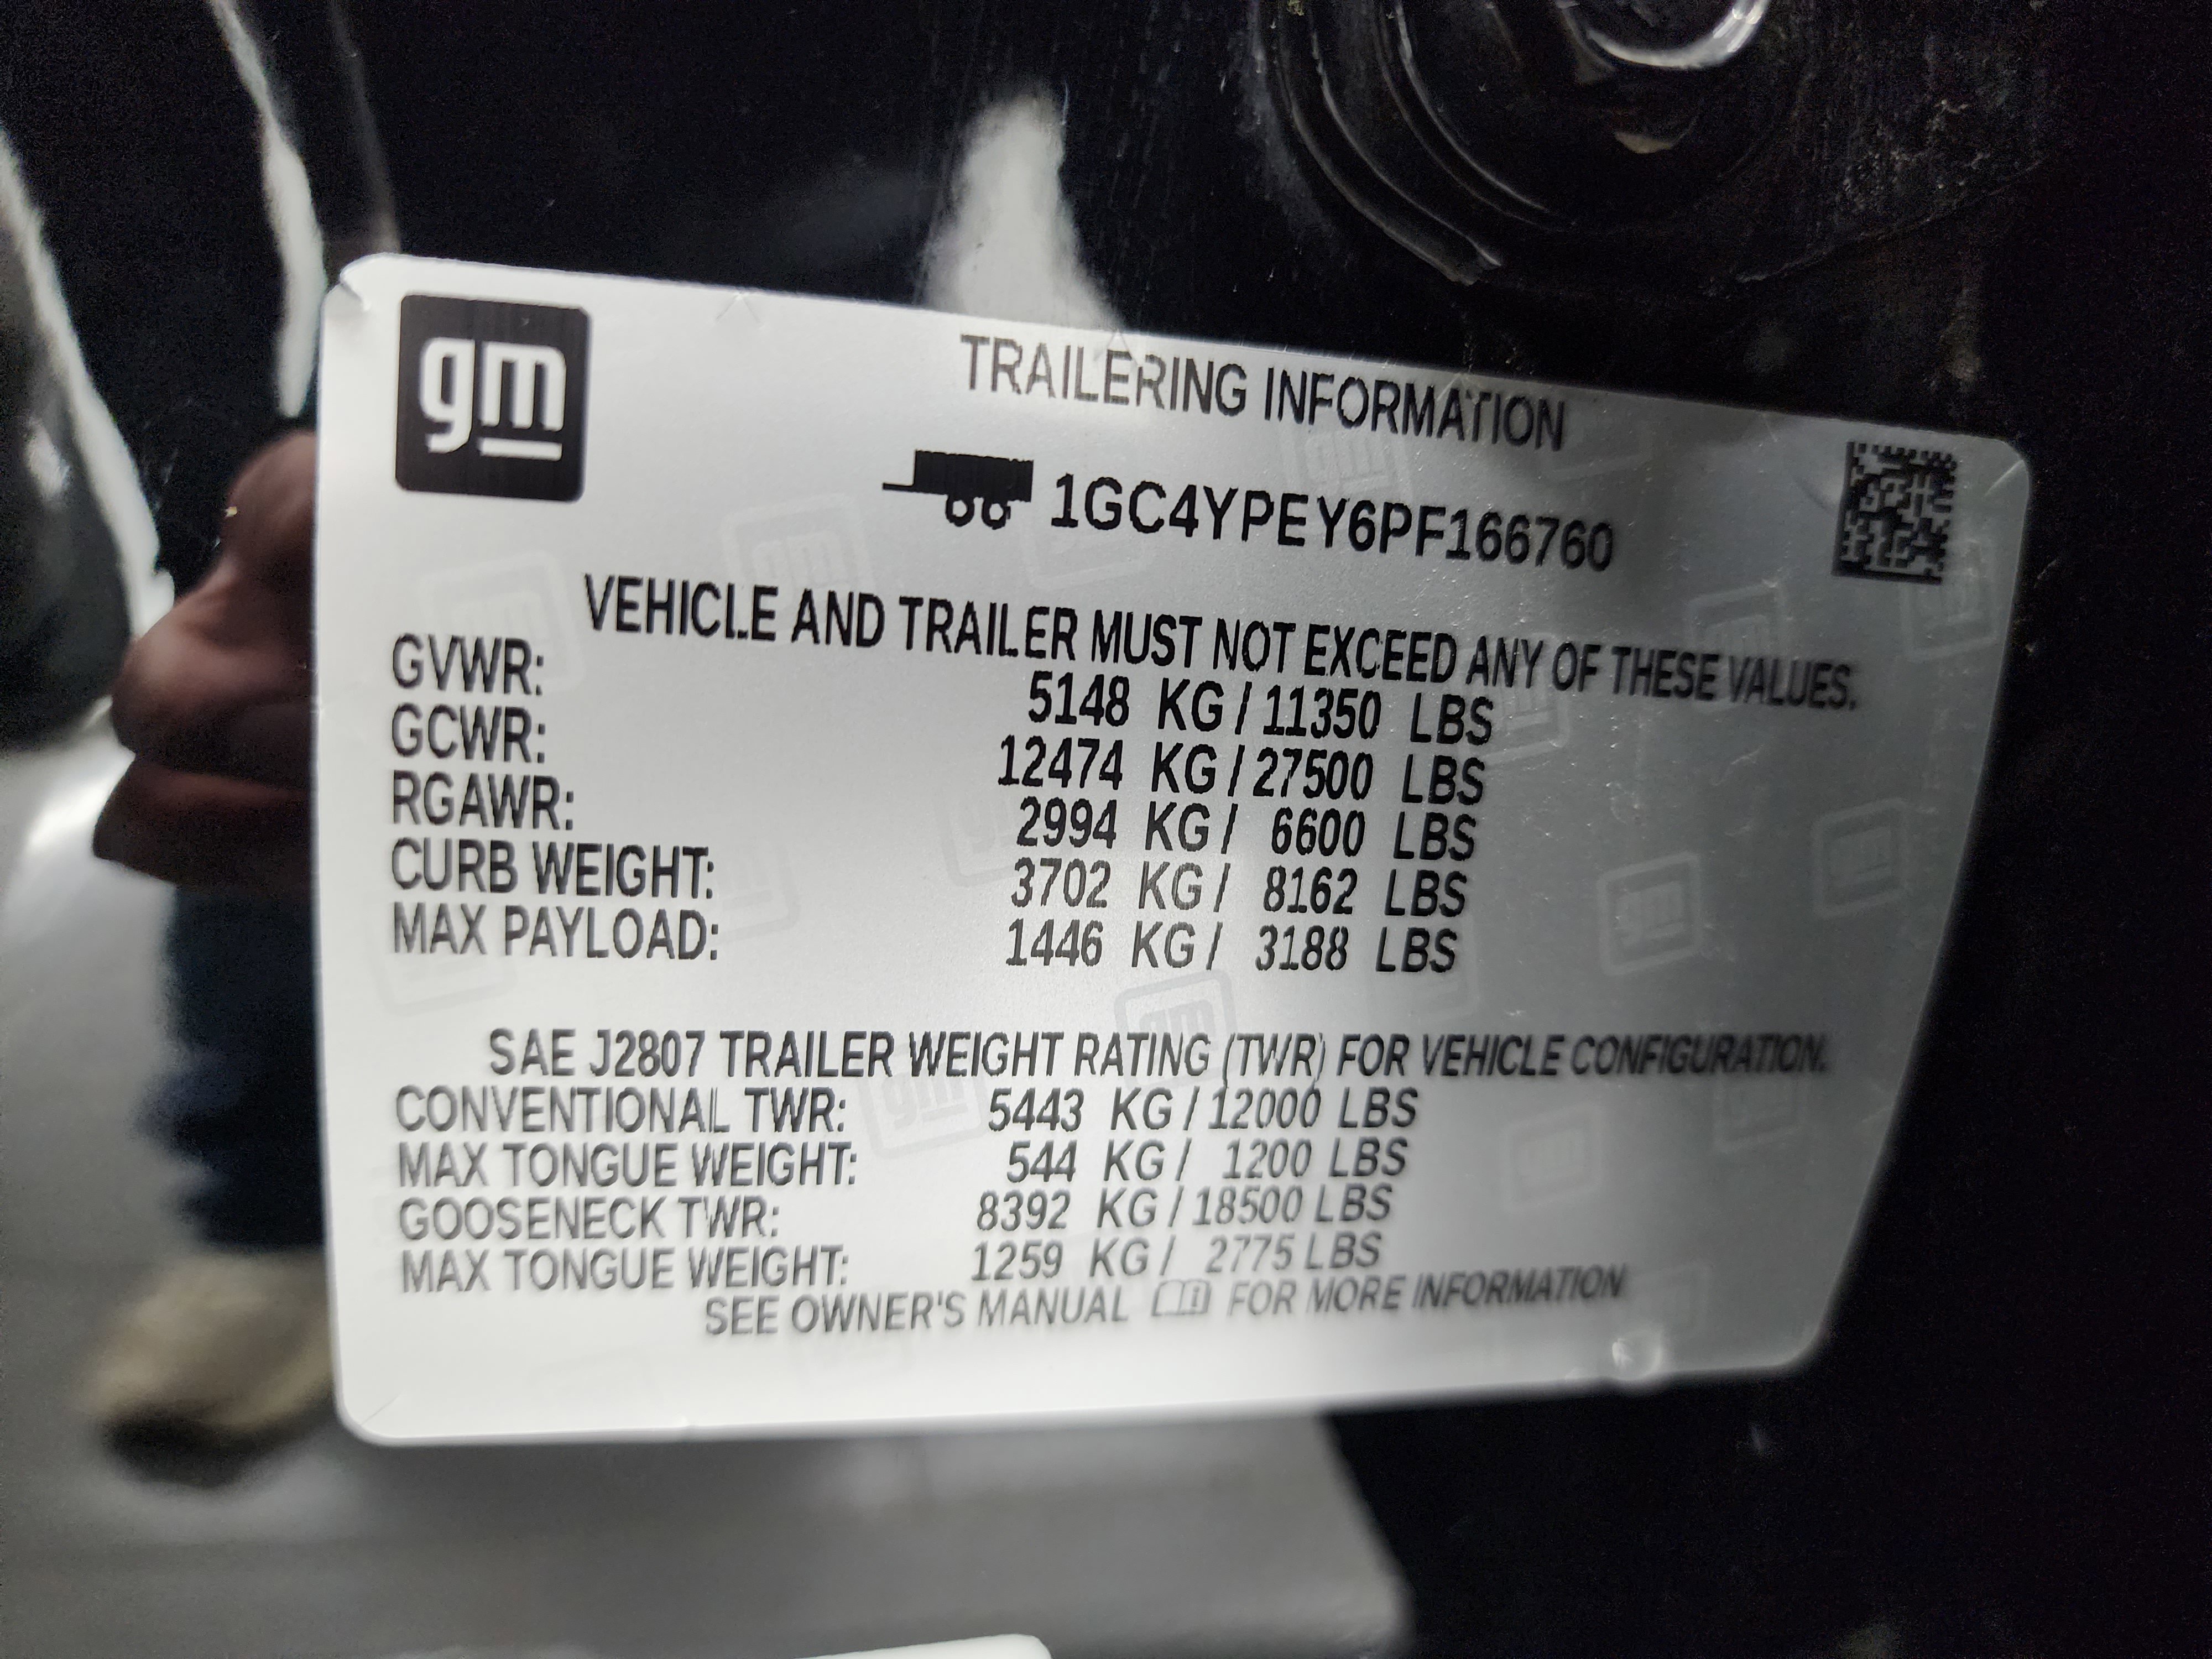 gm
TRAILERING INFORMATION
1GC4YPEY6PF166760
VEHICLE AND TRAILER MUST NOT EXCEED ANY OF THESE VALUES.
GVWR: 5148 KG / 11350 LBS
GCWR: 12474 KG / 27500 LBS
RGAWR: 2994 KG / 6600 LBS
CURB WEIGHT: 3702 KG / 8162 LBS
MAX PAYLOAD: 1446 KG / 3188 LBS
SAE J2807 TRAILER WEIGHT RATING (TWR) FOR VEHICLE CONFIGURATION.
CONVENTIONAL TWR: 5443 KG / 12000 LBS
MAX TONGUE WEIGHT: 544 KG / 1200 LBS
GOOSENECK TWR: 8392 KG / 18500 LBS
MAX TONGUE WEIGHT: 1259 KG / 2775 LBS
SEE OWNER'S MANUAL FOR MORE INFORMATION